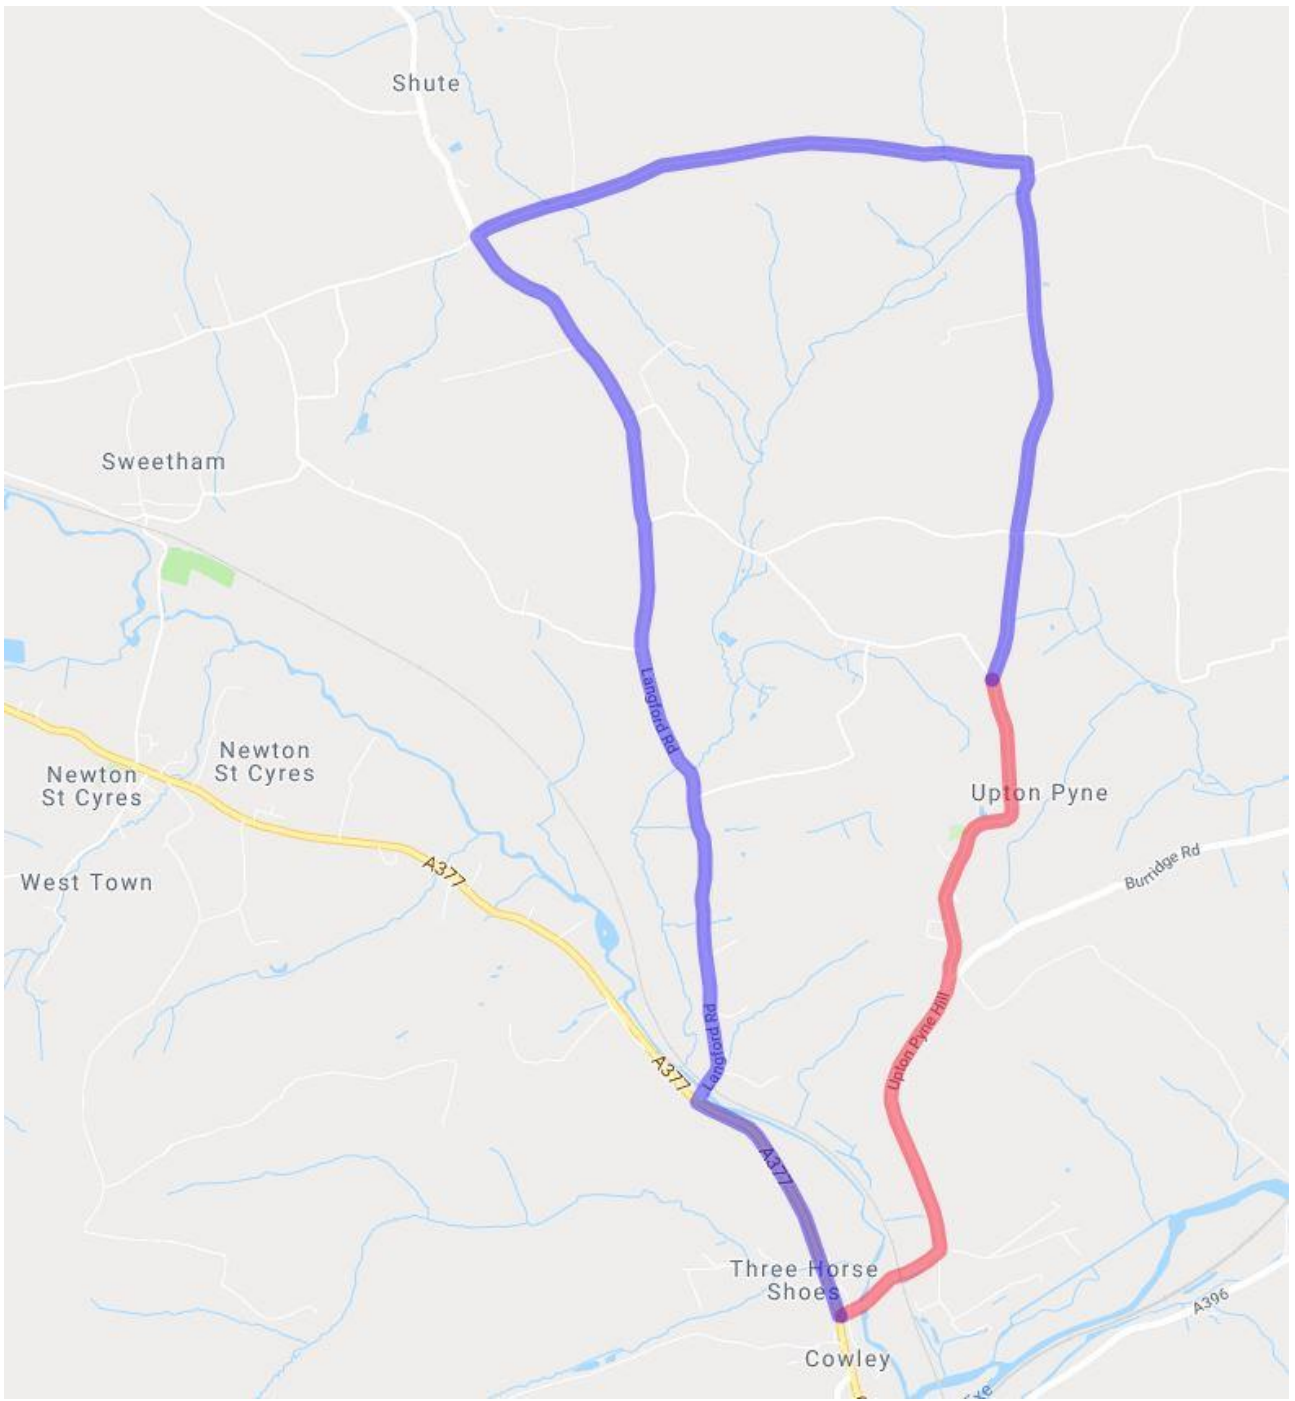 Shute
Sweetham
Langford Rd
Newton
St Cyres
Newton
St Cyres
Upton Pyne
Burridge Rd
A377
West Town
Upton Pyne Hill
Langford Rd
A377
A377
Three Horse
Shoes
A396
Cowley